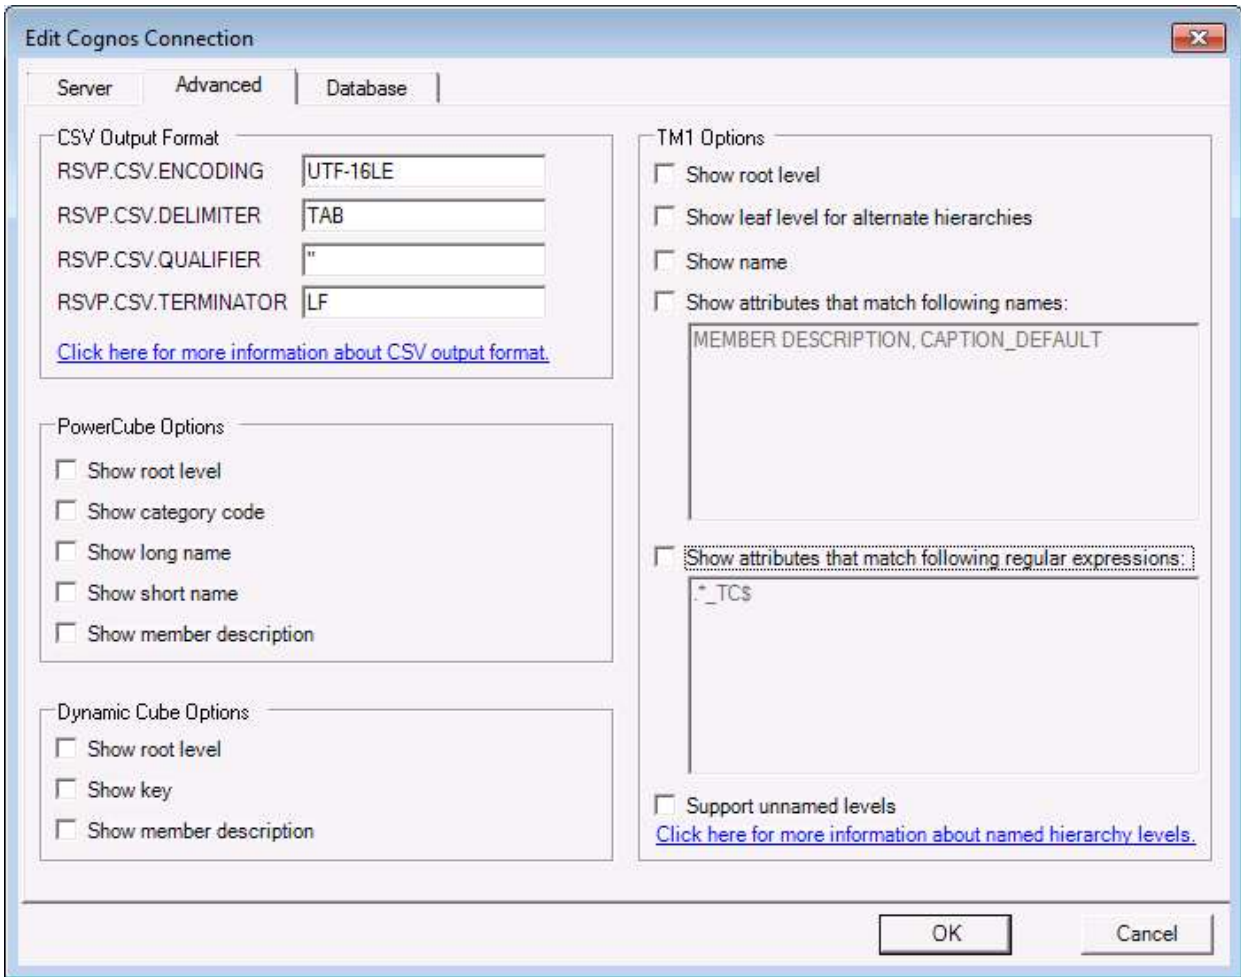 Edit Cognos Connection
Server
Advanced
Database
CSV Output Format
RSVP.CSV.ENCODING UTF-16LE
RSVP.CSV.DELIMITER TAB
RSVP.CSV.QUALIFIER "
RSVP.CSV.TERMINATOR LF
Click here for more information about CSV output format.
PowerCube Options
Show root level
Show category code
Show long name
Show short name
Show member description
Dynamic Cube Options
Show root level
Show key
Show member description
TM1 Options
Show root level
Show leaf level for alternate hierarchies
Show name
Show attributes that match following names:
MEMBER DESCRIPTION, CAPTION_DEFAULT
Show attributes that match following regular expressions:
.*_TC$
Support unnamed levels
Click here for more information about named hierarchy levels.
OK
Cancel